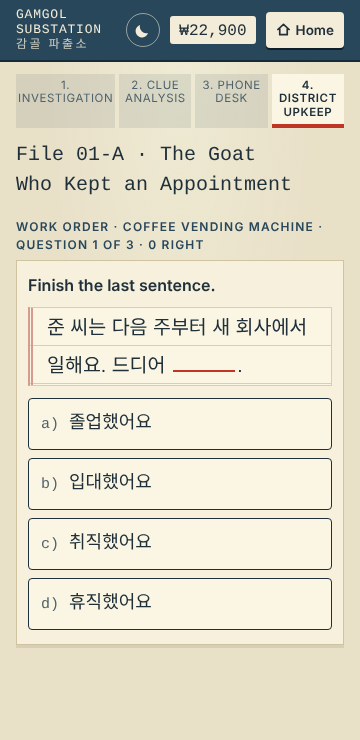 GAMGOL
SUBSTATION
감골 파출소
₩22,900
Home
1. INVESTIGATION
2. CLUE ANALYSIS
3. PHONE DESK
4. DISTRICT UPKEEP
File 01-A · The Goat
Who Kept an Appointment
WORK ORDER · COFFEE VENDING MACHINE ·
QUESTION 1 OF 3 · 0 RIGHT
Finish the last sentence.
준 씨는 다음 주부터 새 회사에서
일해요. 드디어 ______.
a) 졸업했어요
b) 입대했어요
c) 취직했어요
d) 휴직했어요